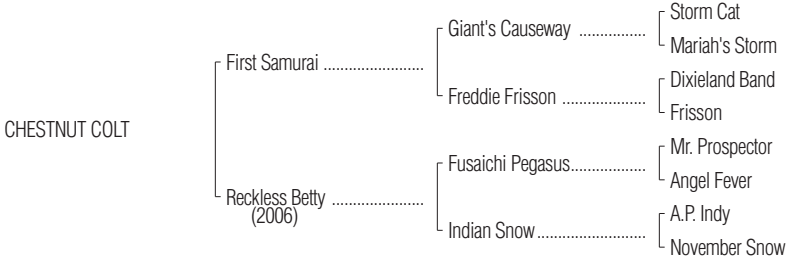 Storm Cat
Giant's Causeway ................
Mariah's Storm
First Samurai ........................
Dixieland Band
Freddie Frisson ....................
Frisson
CHESTNUT COLT
Mr. Prospector
Fusaichi Pegasus..................
Angel Fever
Reckless Betty ......................
(2006)
A.P. Indy
Indian Snow..........................
November Snow